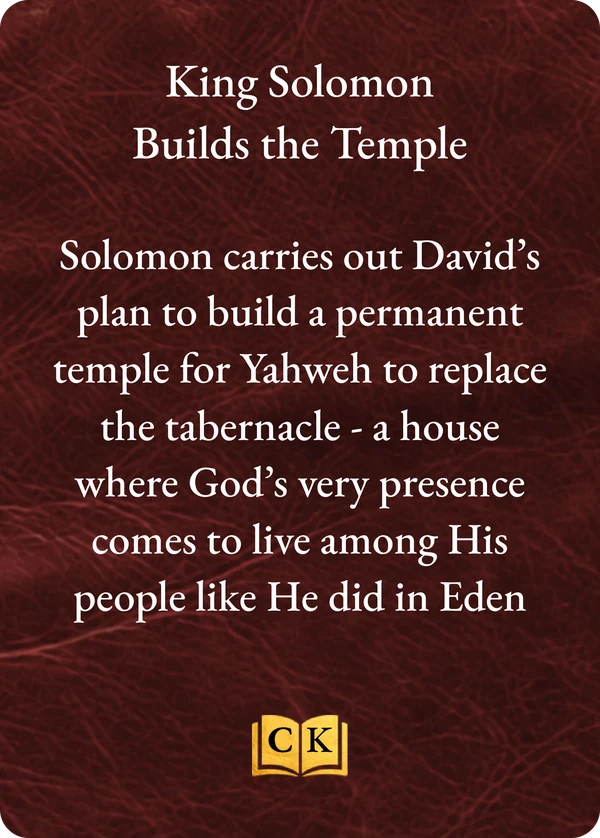 King Solomon
Builds the Temple
Solomon carries out David’s
plan to build a permanent
temple for Yahweh to replace
the tabernacle - a house
where God’s very presence
comes to live among His
people like He did in Eden
C K